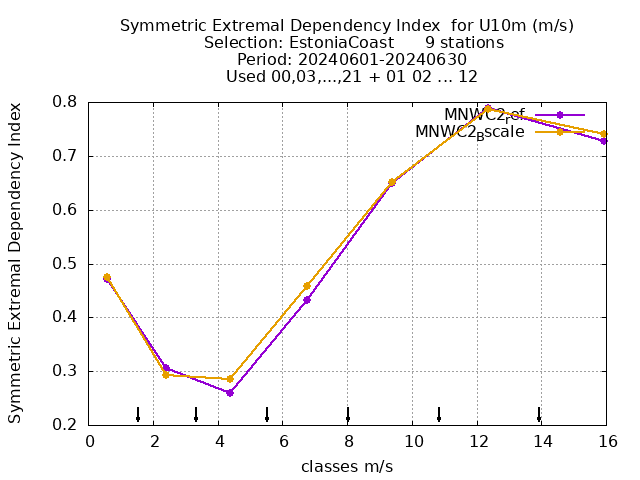 Symmetric Extremal Dependency Index  for U10m (m/s)
Selection: EstoniaCoast      9 stations
Period: 20240601-20240630
Used 00,03,...,21 + 01 02 ... 12
Symmetric Extremal Dependency Index
0.8
0.7
0.6
0.5
0.4
0.3
0.2
MNWC2ref
MNWC2Bscale
0 2 4 6 8 10 12 14 16
classes m/s